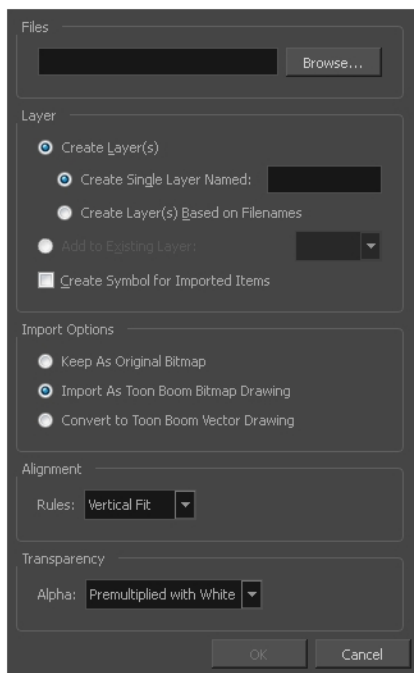 Files
Browse...
Layer
Create Layer(s)
Create Single Layer Named:
Create Layer(s) Based on Filenames
Add to Existing Layer:
Create Symbol for Imported Items
Import Options
Keep As Original Bitmap
Import As Toon Boom Bitmap Drawing
Convert to Toon Boom Vector Drawing
Alignment
Rules: Vertical Fit
Transparency
Alpha: Premultiplied with White
OK Cancel